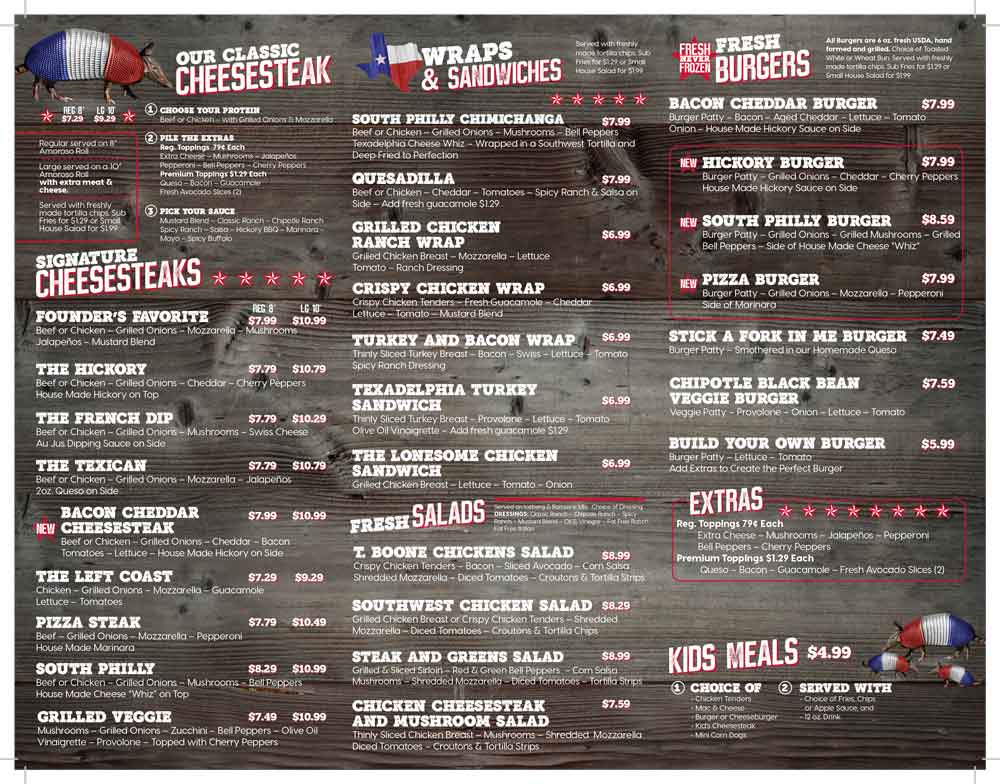 OUR CLASSIC
CHEESESTEAK
REG 8" LG 10"
$7.29 $9.29
Regular served on 8"
Amoroso Roll
Large served on a 10"
Amoroso Roll
with extra meat &
cheese.
Served with freshly
made tortilla chips. Sub
Fries for $1.29 or Small
House Salad for $1.99
1 CHOOSE YOUR PROTEIN
Beef or Chicken – with Grilled Onions & Mozzarella
2 PILE THE EXTRAS
Reg. Toppings 79¢ Each
Extra Cheese – Mushrooms – Jalapeños
Pepperoni – Bell Peppers – Cherry Peppers
Premium Toppings $1.29 Each
Queso – Bacon – Guacamole
Fresh Avocado Slices (2)
3 PICK YOUR SAUCE
Mustard Blend – Classic Ranch – Chipotle Ranch
Spicy Ranch – Salsa – Hickory BBQ – Marinara –
Mayo – Spicy Buffalo
SIGNATURE
CHEESESTEAKS
REG 8" LG 10"
FOUNDER'S FAVORITE $7.99 $10.99
Beef or Chicken – Grilled Onions – Mozzarella – Mushrooms
Jalapeños – Mustard Blend
THE HICKORY $7.79 $10.79
Beef or Chicken – Grilled Onions – Cheddar – Cherry Peppers
House Made Hickory on Top
THE FRENCH DIP $7.79 $10.29
Beef or Chicken – Grilled Onions – Mushrooms – Swiss Cheese
Au Jus Dipping Sauce on Side
THE TEXICAN $7.79 $10.79
Beef or Chicken – Grilled Onions – Mozzarella – Jalapeños
2oz. Queso on Side
NEW BACON CHEDDAR
CHEESESTEAK $7.99 $10.99
Beef or Chicken – Grilled Onions – Cheddar – Bacon
Tomatoes – Lettuce – House Made Hickory on Side
THE LEFT COAST $7.29 $9.29
Chicken – Grilled Onions – Mozzarella – Guacamole
Lettuce – Tomatoes
PIZZA STEAK $7.79 $10.49
Beef – Grilled Onions – Mozzarella – Pepperoni
House Made Marinara
SOUTH PHILLY $8.29 $10.99
Beef or Chicken – Grilled Onions – Mushrooms – Bell Peppers
House Made Cheese "Whiz" on Top
GRILLED VEGGIE $7.49 $10.99
Mushrooms – Grilled Onions – Zucchini – Bell Peppers – Olive Oil
Vinaigrette – Provolone – Topped with Cherry Peppers
WRAPS
& SANDWICHES
Served with freshly
made tortilla chips. Sub
Fries for $1.29 or Small
House Salad for $1.99
SOUTH PHILLY CHIMICHANGA $7.99
Beef or Chicken – Grilled Onions – Mushrooms – Bell Peppers
Texadelphia Cheese Whiz – Wrapped in a Southwest Tortilla and
Deep Fried to Perfection
QUESADILLA $7.99
Beef or Chicken – Cheddar – Tomatoes – Spicy Ranch & Salsa on
Side – Add fresh guacamole $1.29
GRILLED CHICKEN
RANCH WRAP $6.99
Grilled Chicken Breast – Mozzarella – Lettuce
Tomato – Ranch Dressing
CRISPY CHICKEN WRAP $6.99
Crispy Chicken Tenders – Fresh Guacamole – Cheddar
Lettuce – Tomato – Mustard Blend
TURKEY AND BACON WRAP $6.99
Thinly Sliced Turkey Breast – Bacon – Swiss – Lettuce – Tomato
Spicy Ranch Dressing
TEXADELPHIA TURKEY
SANDWICH $6.99
Thinly Sliced Turkey Breast – Provolone – Lettuce – Tomato
Olive Oil Vinaigrette – Add fresh guacamole $1.29
THE LONESOME CHICKEN
SANDWICH $6.99
Grilled Chicken Breast – Lettuce – Tomato – Onion
FRESH SALADS
Served on Iceberg & Romaine Mix. Choice of Dressing
DRESSINGS: Classic Ranch – Chipotle Ranch – Spicy
Ranch – Mustard Blend – Oil & Vinegar – Fat Free Ranch
Fat Free Italian
T. BOONE CHICKENS SALAD $8.99
Crispy Chicken Tenders – Bacon – Sliced Avocado – Corn Salsa
Shredded Mozzarella – Diced Tomatoes – Croutons & Tortilla Strips
SOUTHWEST CHICKEN SALAD $8.29
Grilled Chicken Breast or Crispy Chicken Tenders – Shredded
Mozzarella – Diced Tomatoes – Croutons & Tortilla Chips
STEAK AND GREENS SALAD $8.99
Grilled & Sliced Sirloin – Red & Green Bell Peppers – Corn Salsa
Mushrooms – Shredded Mozzarella – Diced Tomatoes – Tortilla Strips
CHICKEN CHEESESTEAK
AND MUSHROOM SALAD $7.59
Thinly Sliced Chicken Breast – Mushrooms – Shredded Mozzarella
Diced Tomatoes – Croutons & Tortilla Strips
FRESH
NEVER
FROZEN
FRESH
BURGERS
All Burgers are 6 oz. fresh USDA, hand
formed and grilled. Choice of Toasted
White or Wheat Bun. Served with freshly
made tortilla chips. Sub Fries for $1.29 or
Small House Salad for $1.99
BACON CHEDDAR BURGER $7.99
Burger Patty – Bacon – Aged Cheddar – Lettuce – Tomato
Onion – House Made Hickory Sauce on Side
NEW HICKORY BURGER $7.99
Burger Patty – Grilled Onions – Cheddar – Cherry Peppers
House Made Hickory Sauce on Side
NEW SOUTH PHILLY BURGER $8.59
Burger Patty – Grilled Onions – Grilled Mushrooms – Grilled
Bell Peppers – Side of House Made Cheese "Whiz"
NEW PIZZA BURGER $7.99
Burger Patty – Grilled Onions – Mozzarella – Pepperoni
Side of Marinara
STICK A FORK IN ME BURGER $7.49
Burger Patty – Smothered in our Homemade Queso
CHIPOTLE BLACK BEAN
VEGGIE BURGER $7.59
Veggie Patty – Provolone – Onion – Lettuce – Tomato
BUILD YOUR OWN BURGER $5.99
Burger Patty – Lettuce – Tomato
Add Extras to Create the Perfect Burger
EXTRAS
Reg. Toppings 79¢ Each
Extra Cheese – Mushrooms – Jalapeños – Pepperoni
Bell Peppers – Cherry Peppers
Premium Toppings $1.29 Each
Queso – Bacon – Guacamole – Fresh Avocado Slices (2)
KIDS MEALS $4.99
1 CHOICE OF
- Chicken Tenders
- Mac & Cheese
- Burger or Cheeseburger
- Kid's Cheesesteak
- Mini Corn Dogs
2 SERVED WITH
- Choice of Fries, Chips
or Apple Sauce, and
- 12 oz. Drink